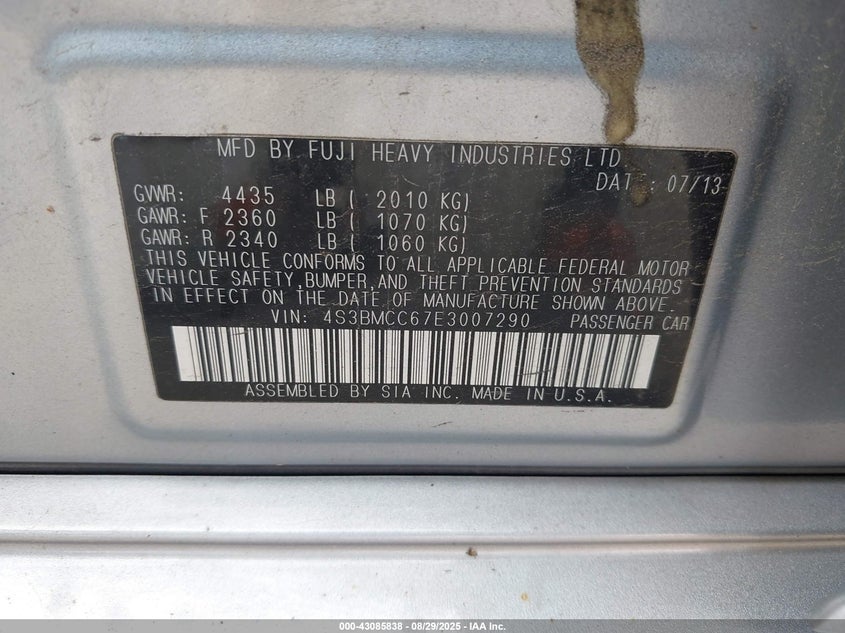 MFD BY FUJI HEAVY INDUSTRIES LTD
DAT : 07/13
GVWR: 4435 LB ( 2010 KG)
GAWR: F 2360 LB ( 1070 KG)
GAWR: R 2340 LB ( 1060 KG)
THIS VEHICLE CONFORMS TO ALL APPLICABLE FEDERAL MOTOR
VEHICLE SAFETY, BUMPER, AND THEFT PREVENTION STANDARDS
IN EFFECT ON THE DATE OF MANUFACTURE SHOWN ABOVE.
VIN: 4S3BMCC67E3007290 PASSENGER CAR
ASSEMBLED BY SIA INC. MADE IN U.S.A.
000-43085838 - 08/29/2025 - IAA Inc.